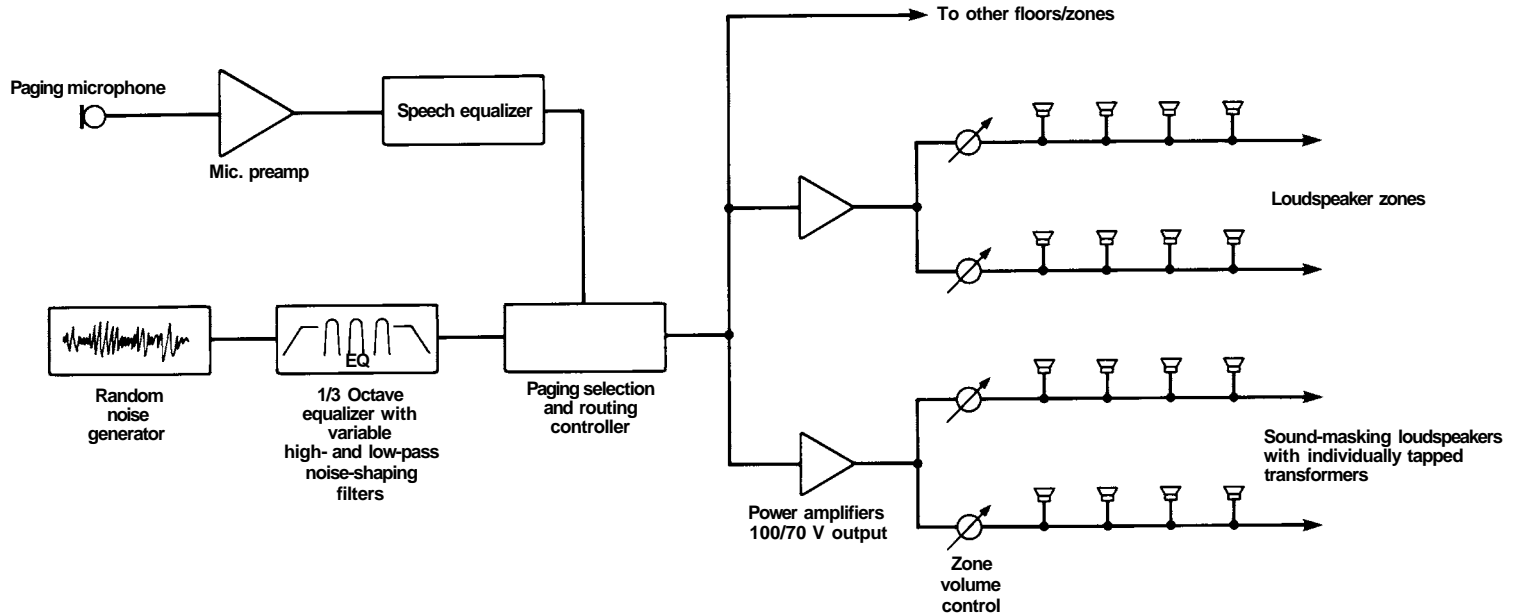 To other floors/zones
Paging microphone
Speech equalizer
Mic. preamp
Loudspeaker zones
EQ
Random
noise
generator
1/3 Octave
equalizer with
variable
high- and low-pass
noise-shaping
filters
Paging selection
and routing
controller
Sound-masking loudspeakers
with individually tapped
transformers
Power amplifiers
100/70 V output
Zone
volume
control